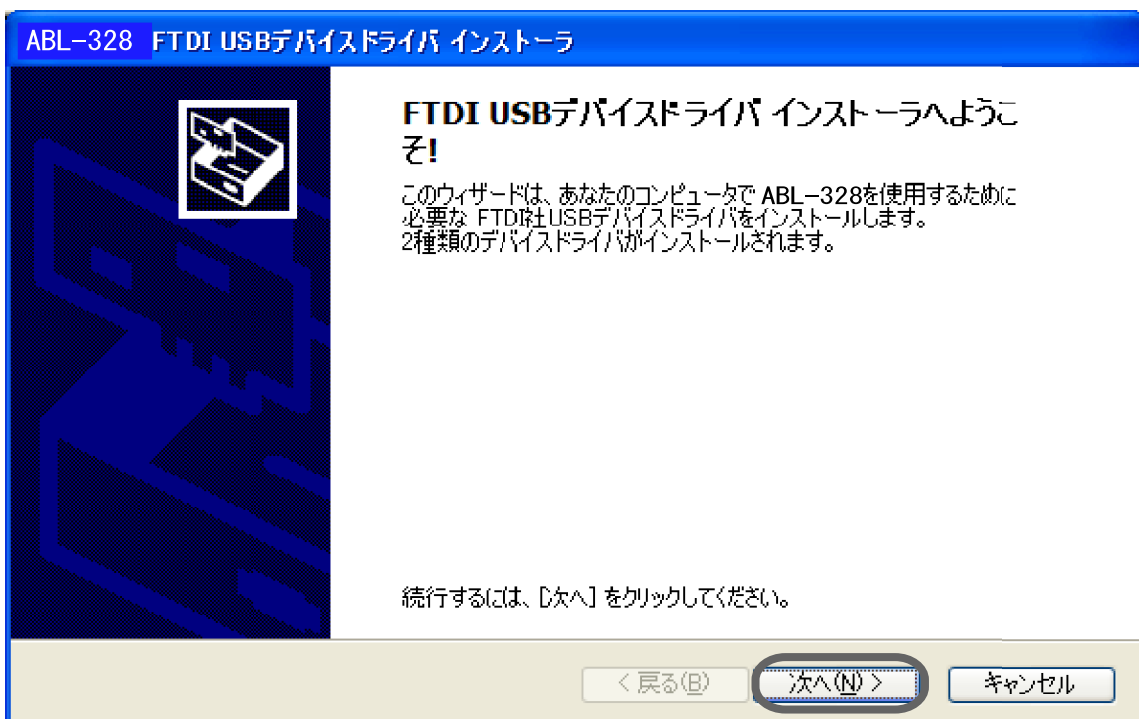 ABL-328 FTDI USBデバイスドライバ インストーラ
FTDI USBデバイスドライバ インストーラへようこ
そ!
このウィザードは、あなたのコンピュータで ABL-328を使用するために
必要な FTDI社USBデバイスドライバをインストールします。
2種類のデバイスドライバがインストールされます。
続行するには、[次へ] をクリックしてください。
< 戻る(B) 次へ(N) > キャンセル